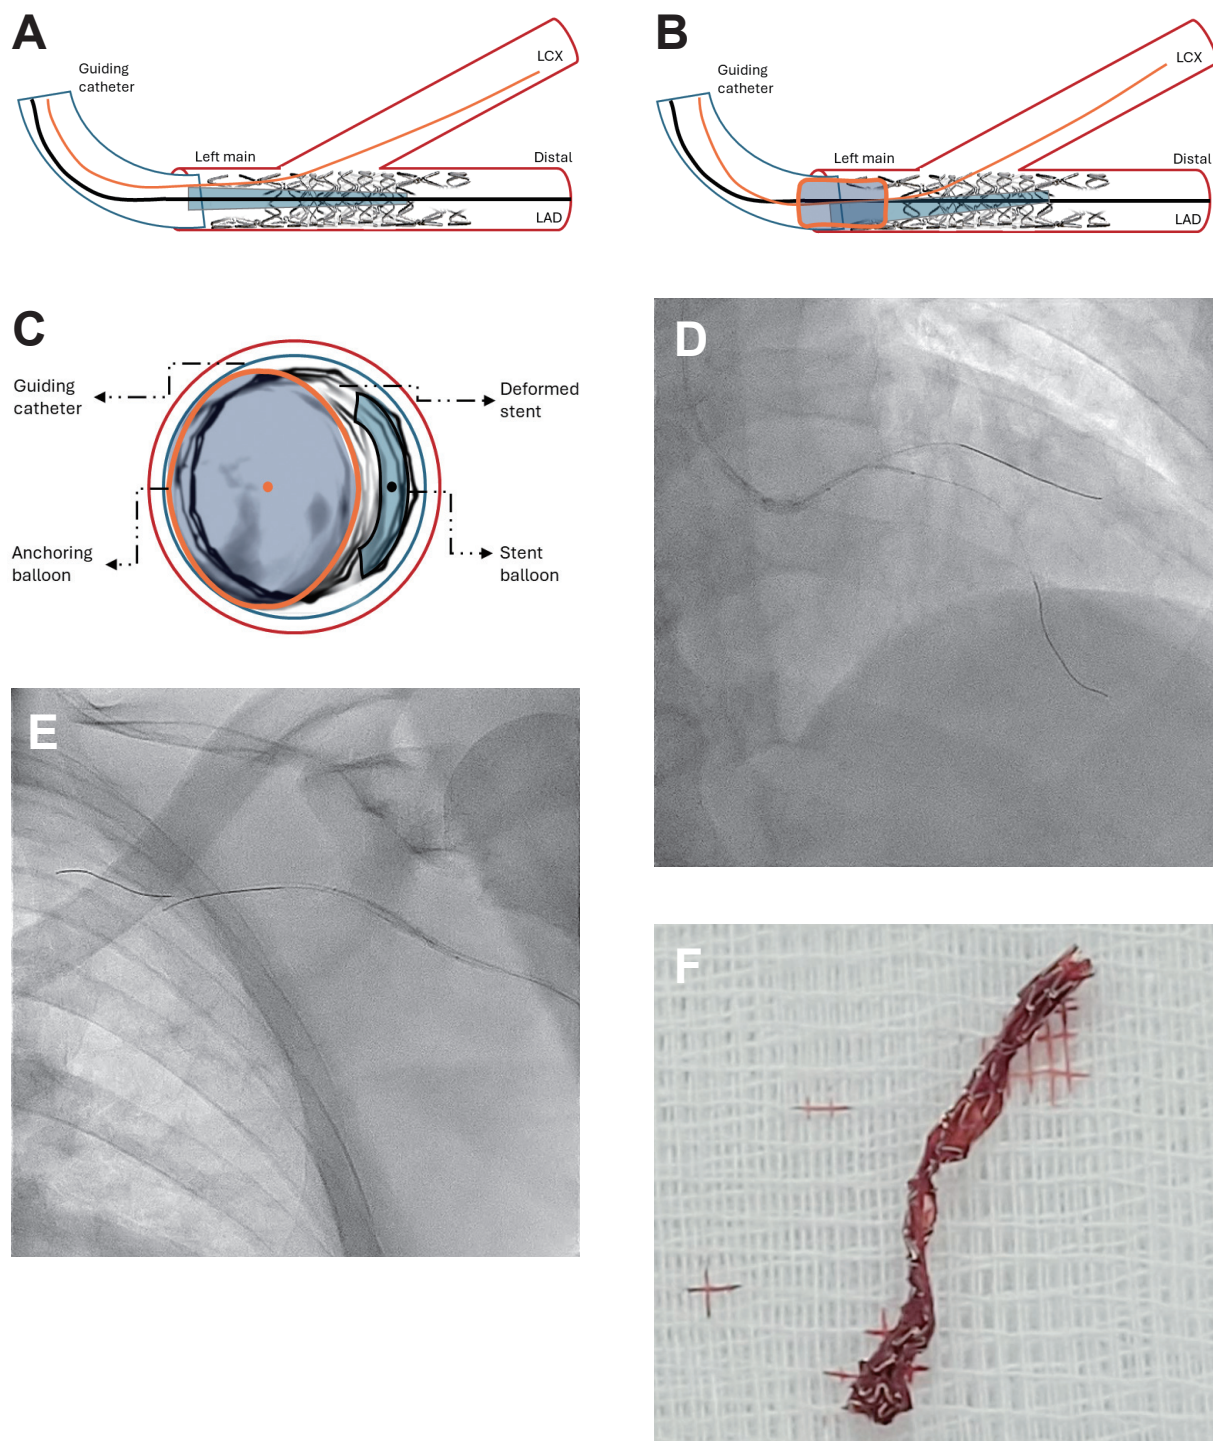 A
Guiding
catheter
LCX
Left main
Distal
LAD
B
Guiding
catheter
LCX
Left main
Distal
LAD
C
Guiding
catheter
Deformed
stent
Anchoring
balloon
Stent
balloon
D
E
F